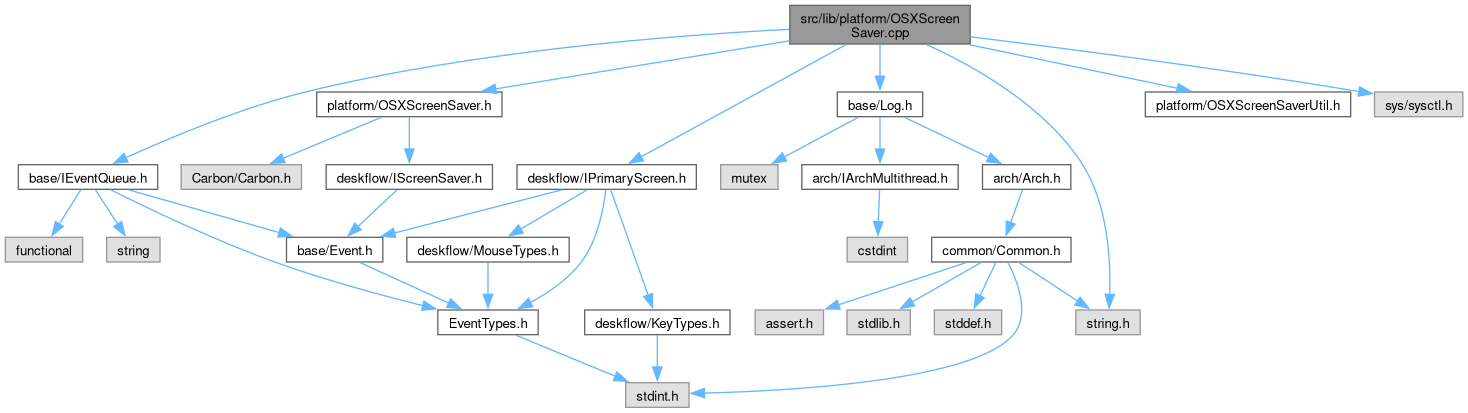 src/lib/platform/OSXScreen
Saver.cpp
platform/OSXScreenSaver.h
base/Log.h
platform/OSXScreenSaverUtil.h
sys/sysctl.h
base/IEventQueue.h
Carbon/Carbon.h
deskflow/IScreenSaver.h
deskflow/IPrimaryScreen.h
mutex
arch/IArchMultithread.h
arch/Arch.h
functional
string
base/Event.h
deskflow/MouseTypes.h
cstdint
common/Common.h
EventTypes.h
deskflow/KeyTypes.h
assert.h
stdlib.h
stddef.h
string.h
stdint.h